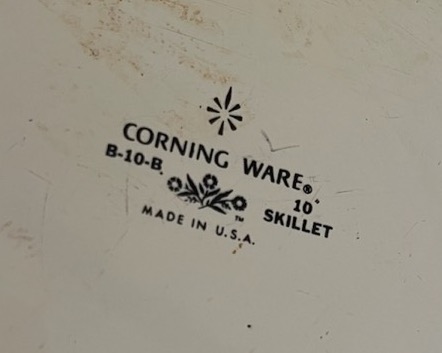 CORNING WARE®
B-10-B 10"
™ SKILLET
MADE IN U.S.A.